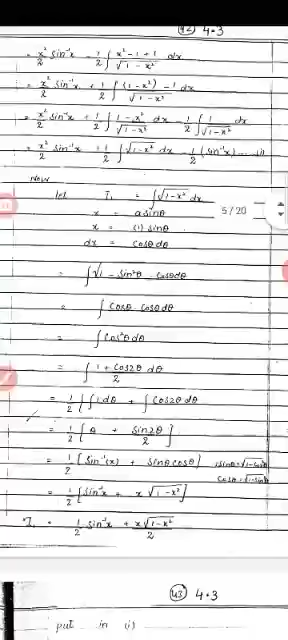 (42) 4.3
= x²/2 sin⁻¹x + 1/2 ∫ x²-1+1/√1-x² dx
= x²/2 sin⁻¹x + 1/2 ∫ (1-x²)-1/√1-x² dx
= x²/2 sin⁻¹x + 1/2 ∫ 1-x²/√1-x² dx - 1/2 ∫ 1/√1-x² dx
= x²/2 sin⁻¹x + 1/2 ∫ √1-x² dx - 1/2 (sin⁻¹x) ... (i)
Now
let I₁ = ∫√1-x² dx
x = a sinθ
5/20
x = (1) sinθ
dx = cosθ dθ
= ∫√1-sin²θ cosθdθ
= ∫ cosθ cosθ dθ
= ∫ cos²θ dθ
= ∫ 1+cos2θ/2 dθ
= 1/2 [∫1dθ + ∫cos2θ dθ
= 1/2 [θ + sin2θ/2]
= 1/2 [sin⁻¹(x) + sinθ cosθ]
cosθ = √1-sin²θ
= 1/2 [sin⁻¹x + x √1-x²]
I₁ = 1/2 sin⁻¹x + x√1-x²/2
(43) 4.3
put in (i)